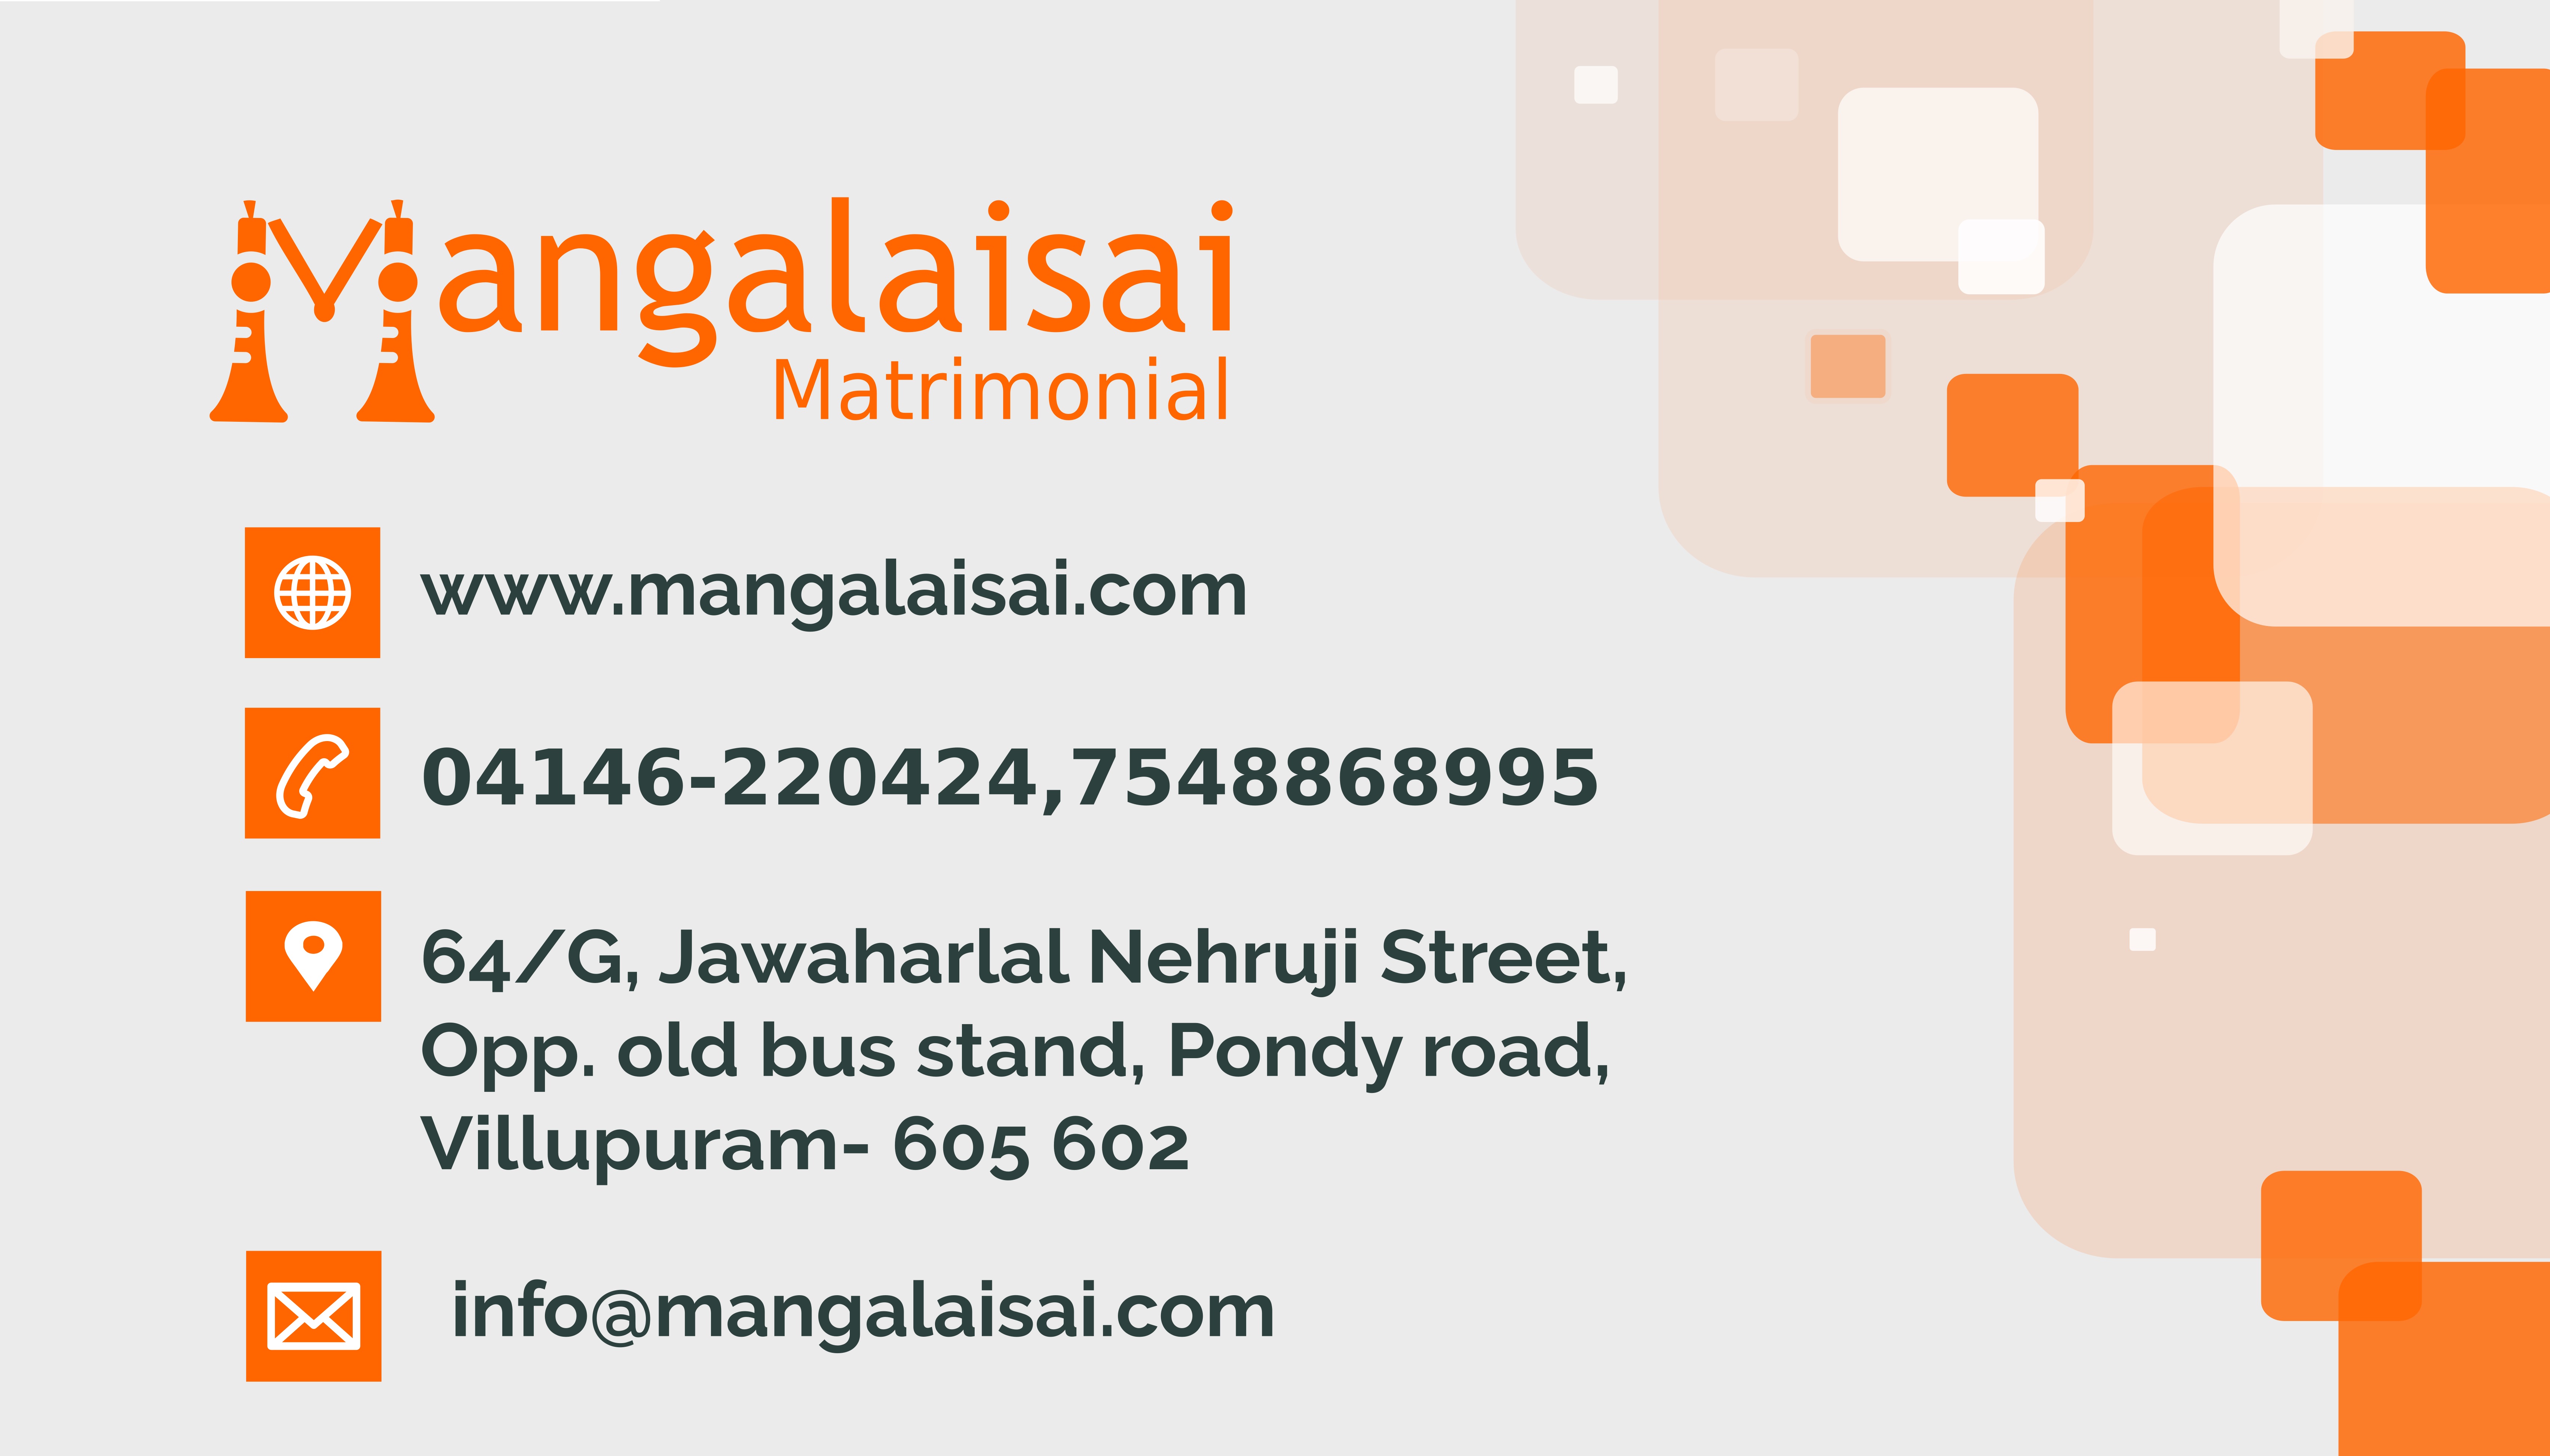 Mangalaisai
Matrimonial
www.mangalaisai.com
04146-220424,7548868995
64/G, Jawaharlal Nehruji Street,
Opp. old bus stand, Pondy road,
Villupuram- 605 602
info@mangalaisai.com